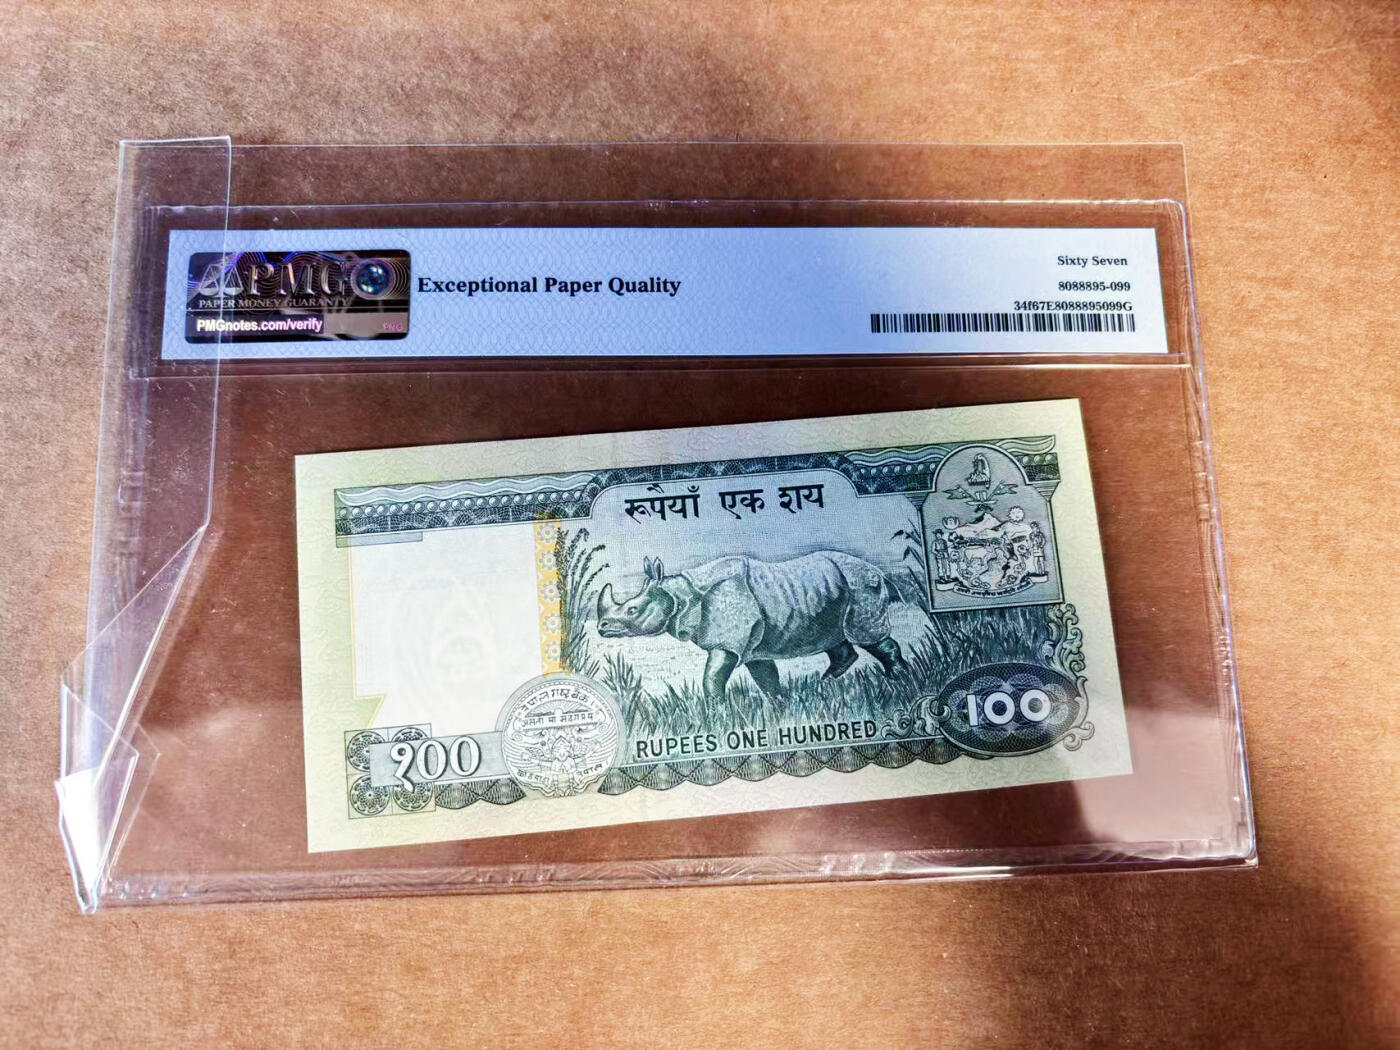 PMG
PAPER MONEY GUARANTY
PMGnotes.com/verify
Exceptional Paper Quality
Sixty Seven
8088895-099
34f67E8088895099G
रूपैयाँ एक शय
१00
RUPEES ONE HUNDRED
100